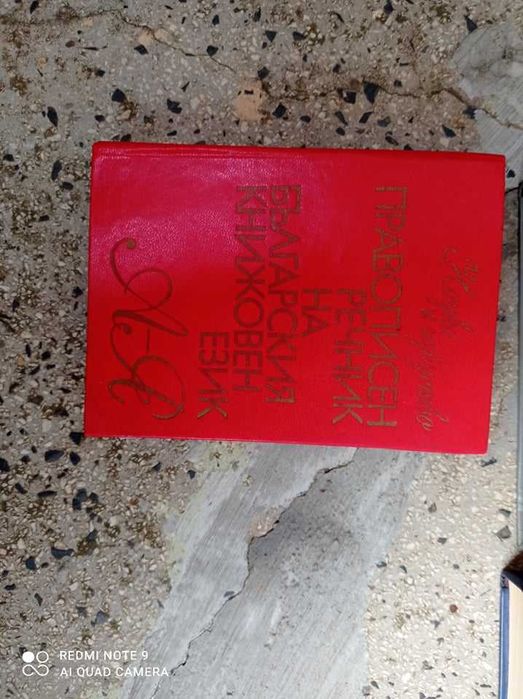 ПРАВОПИСЕН
РЕЧНИК
НА
БЪЛГАРСКИЯ
КНИЖОВЕН
ЕЗИК
А-Я
REDMI NOTE 9
AI QUAD CAMERA